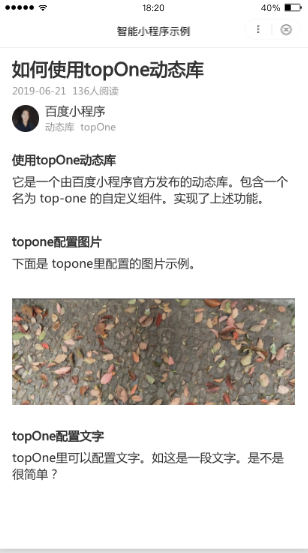 18:20
40%
智能小程序示例
如何使用topOne动态库
2019-06-21 136人阅读
百度小程序
动态库 topOne
使用topOne动态库
它是一个由百度小程序官方发布的动态库。包含一个
名为 top-one 的自定义组件。实现了上述功能。
topone配置图片
下面是 topone里配置的图片示例。
topOne配置文字
topOne里可以配置文字。如这是一段文字。是不是
很简单？